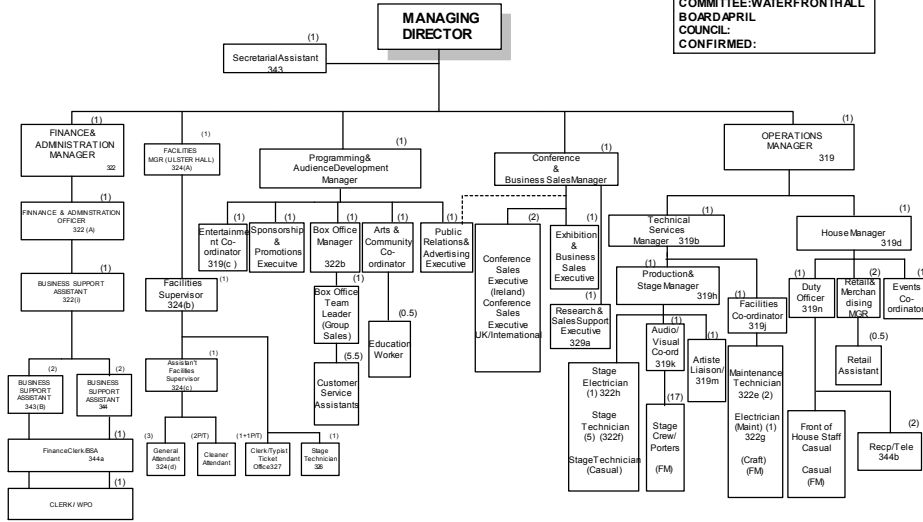 COMMITTEE:WATERFRONTHALL
BOARDAPRIL
COUNCIL:
CONFIRMED:
MANAGING
DIRECTOR
(1)
SecretarialAssistant
343
(1)
FINANCE&
ADMINISTRATION
MANAGER
322
(1)
FACILITIES
MGR (ULSTER HALL)
324(A)
(1)
Programming&
AudienceDevelopment
Manager
(1)
Conference
&
Business SalesManager
(1)
OPERATIONS
MANAGER
319
(1)
FINANCE & ADMINSTRATION
OFFICER
322 (A)
(1)
BUSINESS SUPPORT
ASSISTANT
322(i)
(2)
BUSINESS
SUPPORT
ASSISTANT
343(B)
(2)
BUSINESS
SUPPORT
ASSISTANT
344
(1)
FinanceClerk/BSA
344a
(1)
CLERK/ WPO
(1)
Facilities
Supervisor
324(b)
(1)
Assisan't
Facilities
Supervisor
324(c)
(3)
General
Attendant
324(d)
(2P/T)
Cleaner
Attendant
(1+1P/T)
Clerk/Typist
Ticket
Office327
(1)
Stage
Technician
326
(1)
Entertainme
nt Co-
ordinator
319(c )
(1)
Sponsorship
&
Promotions
Execuitve
(1)
Box Office
Manager
322b
(1)
Arts &
Community
Co-
ordinator
(1)
Public
Relations&
Advertising
Executive
(1)
Box Office
Team
Leader
(Group
Sales)
(5.5)
Customer
Service
Assistants
(0.5)
Education
Worker
(2)
Conference
Sales
Executive
(Ireland)
Conference
Sales
Executive
UK/International
(1)
Exhibition
&
Business
Sales
Executive
(1)
Research &
SalesSupport
Executive
329a
(1)
Technical
Services
Manager 319b
(1)
HouseManager
319d
(1)
Production&
StageManager
319h
(1)
Facilities
Co-ordinator
319j
Stage
Electrician
(1) 322h
Stage
Technician
(5) (322f)
StageTechnician
(Casual)
(1)
Audio/
Visual
Co-ord
319k
(1)
Artiste
Liaison/
319m
(17)
Stage
Crew/
Porters
(FM)
Maintenance
Technician
322e (2)
Electrician
(Maint) (1)
322g
(Craft)
(FM)
(1)
Duty
Officer
319n
(2)
Retail&
Merchan
dising
MGR
(1)
Events
Co-
ordinator
(0.5)
Retail
Assistant
Front of
House Staff
Casual
Casual
(FM)
(2)
Recp/Tele
344b